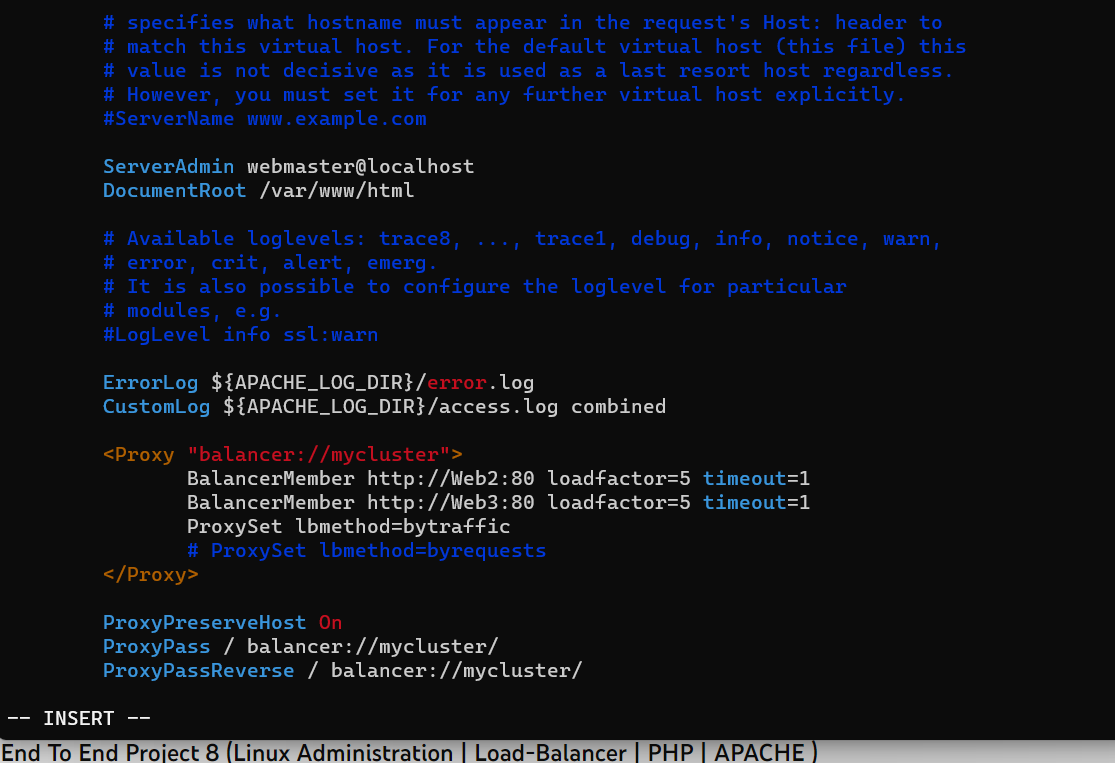 # specifies what hostname must appear in the request's Host: header to
# match this virtual host. For the default virtual host (this file) this
# value is not decisive as it is used as a last resort host regardless.
# However, you must set it for any further virtual host explicitly.
#ServerName www.example.com
ServerAdmin webmaster@localhost
DocumentRoot /var/www/html
# Available loglevels: trace8, ..., trace1, debug, info, notice, warn,
# error, crit, alert, emerg.
# It is also possible to configure the loglevel for particular
# modules, e.g.
#LogLevel info ssl:warn
ErrorLog ${APACHE_LOG_DIR}/error.log
CustomLog ${APACHE_LOG_DIR}/access.log combined
<Proxy "balancer://mycluster">
BalancerMember http://Web2:80 loadfactor=5 timeout=1
BalancerMember http://Web3:80 loadfactor=5 timeout=1
ProxySet lbmethod=bytraffic
# ProxySet lbmethod=byrequests
</Proxy>
ProxyPreserveHost On
ProxyPass / balancer://mycluster/
ProxyPassReverse / balancer://mycluster/
-- INSERT --
End To End Project 8 (Linux Administration | Load-Balancer | PHP | APACHE )